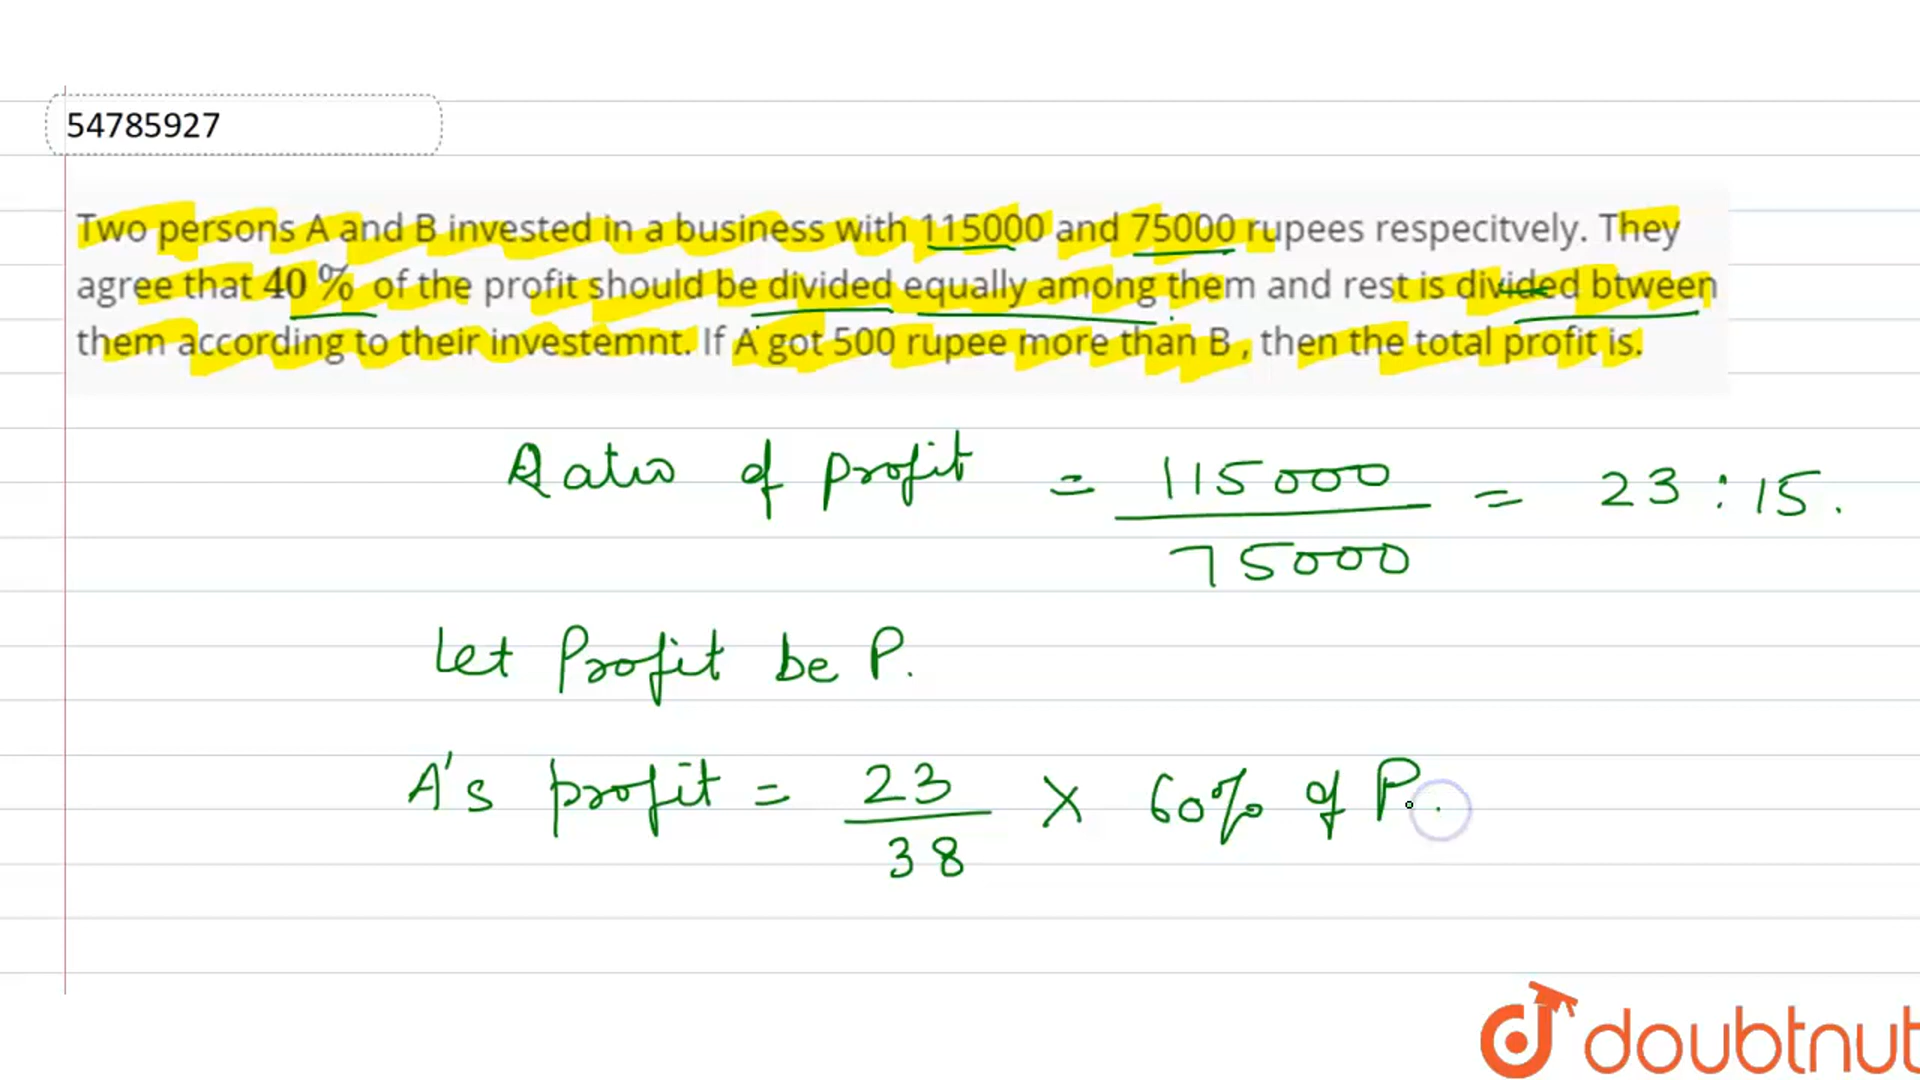 54785927
Two persons A and B invested in a business with 115000 and 75000 rupees respecitvely. They
agree that 40 % of the profit should be divided equally among them and rest is divided btween
them according to their investemnt. If A got 500 rupee more than B , then the total profit is.
Ratio of profit = 115000 / 75000 = 23 : 15.
Let Profit be P.
A's profit = 23 / 38 × 60% of P.
doubtnut